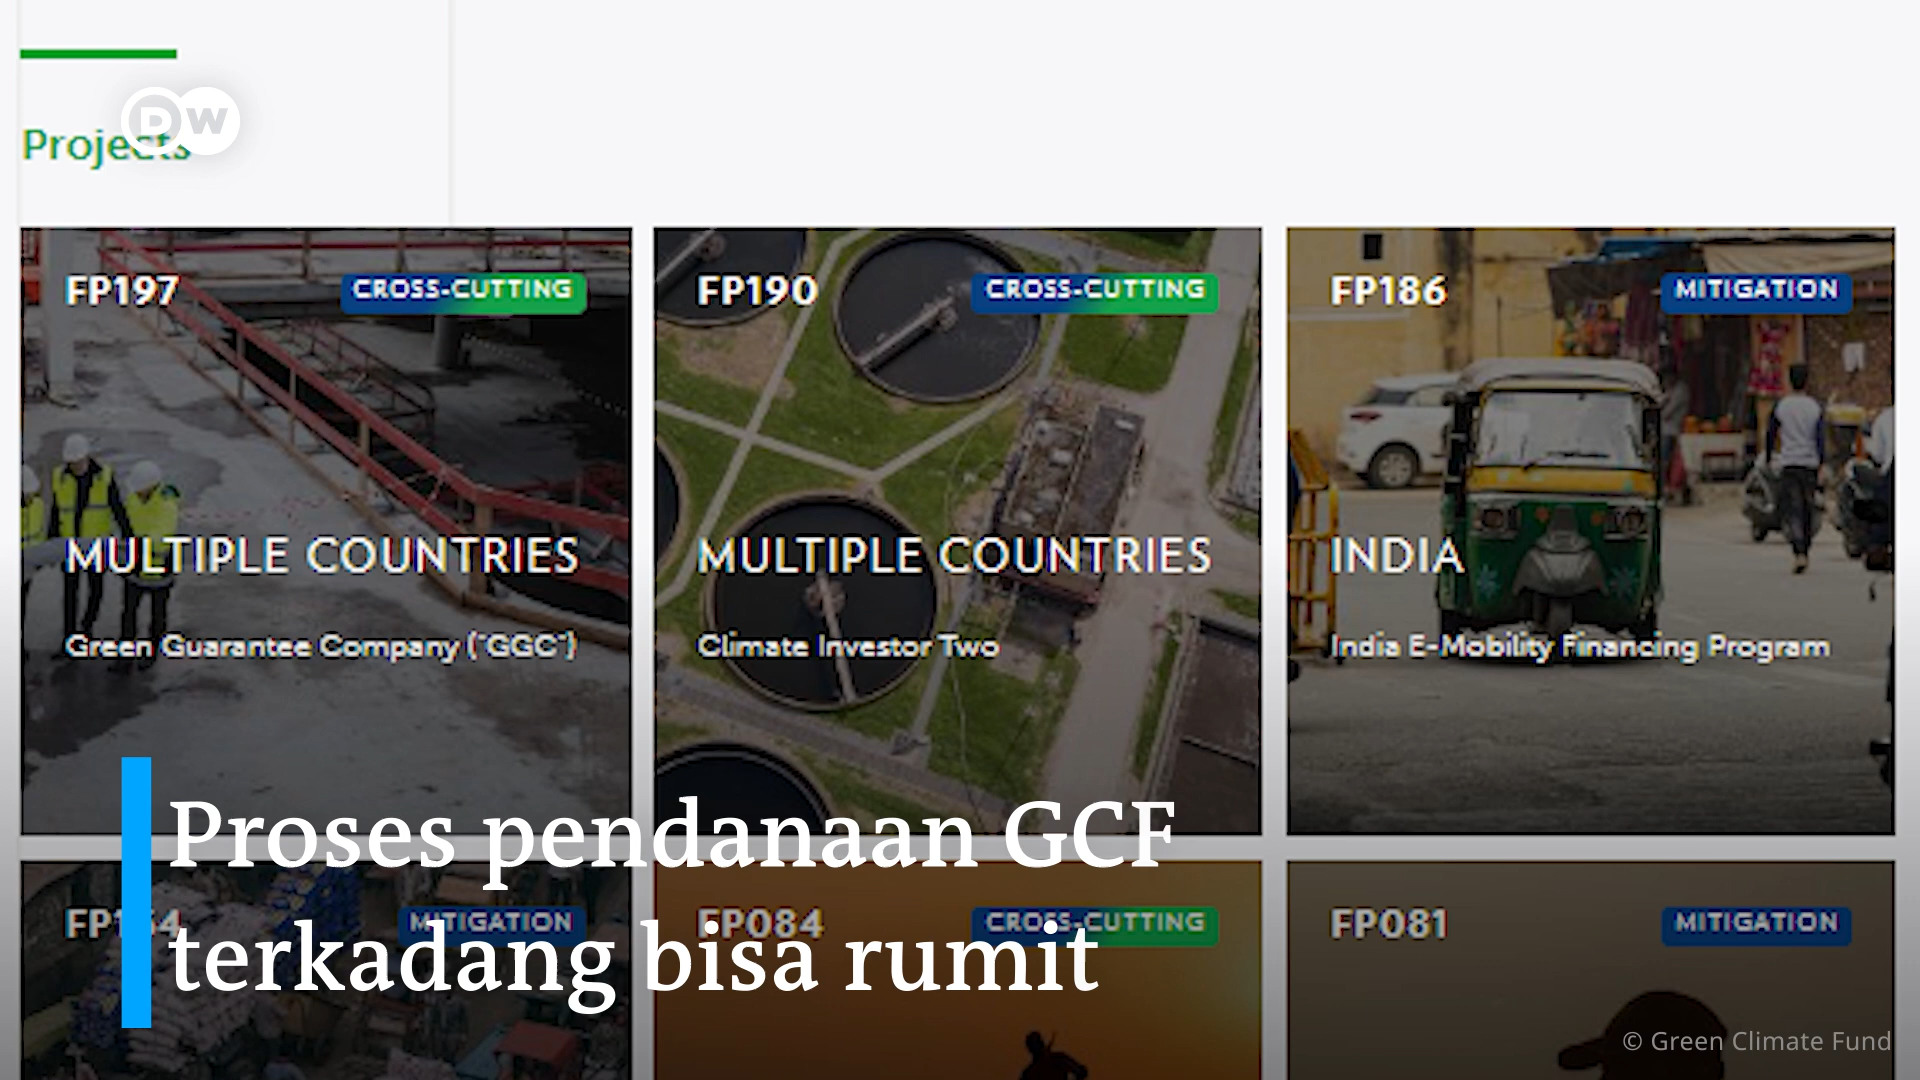 DW
Projects
FP197
CROSS-CUTTING
MULTIPLE COUNTRIES
Green Guarantee Company ("GGC")
FP190
CROSS-CUTTING
MULTIPLE COUNTRIES
Climate Investor Two
FP186
MITIGATION
INDIA
India E-Mobility Financing Program
MITIGATION
FP084
CROSS-CUTTING
FP081
MITIGATION
Proses pendanaan GCF
terkadang bisa rumit
© Green Climate Fund